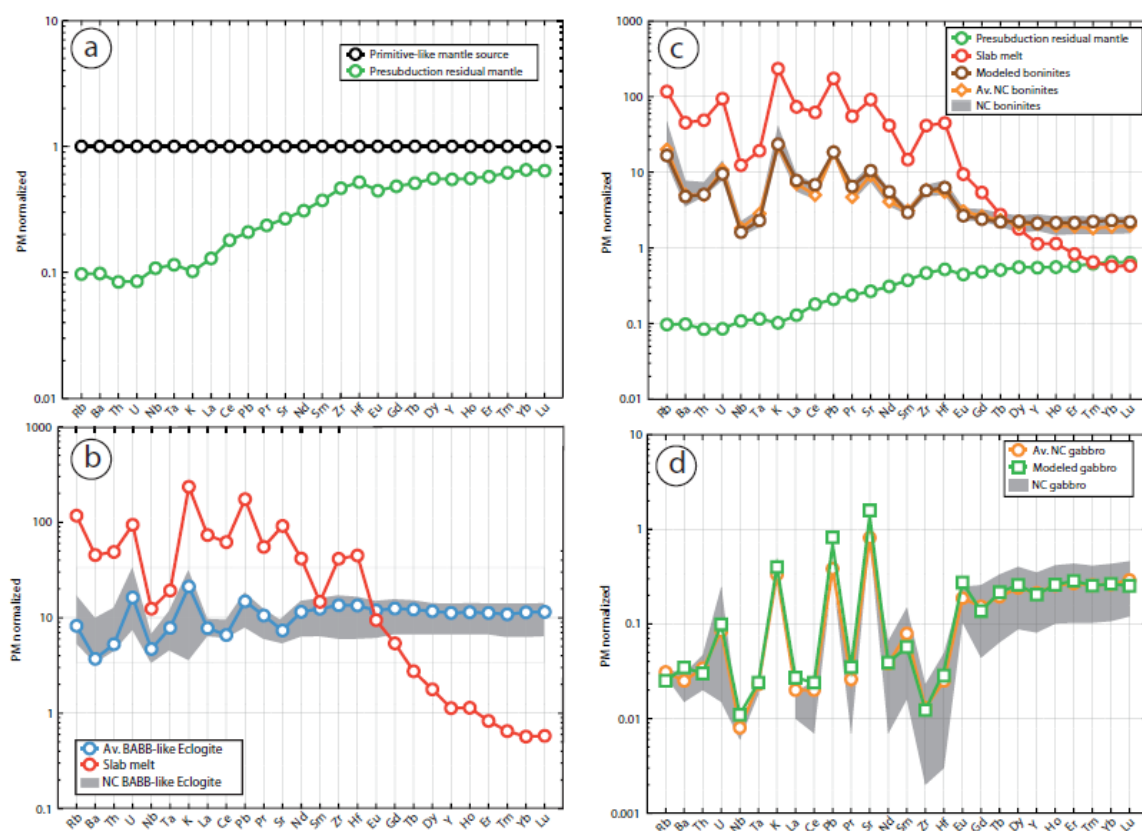 a
10
1
0.1
0.01
PM normalized
Primitive-like mantle source
Presubduction residual mantle
Rb Ba Th U Nb Ta K La Ce Pb Pr Sr Nd Sm Zr Hf Eu Gd Tb Dy Y Ho Er Tm Yb Lu
b
1000
100
10
1
0.1
PM normalized
Av. BABB-like Eclogite
Slab melt
NC BABB-like Eclogite
Rb Ba Th U Nb Ta K La Ce Pb Pr Sr Nd Sm Zr Hf Eu Gd Tb Dy Y Ho Er Tm Yb Lu
c
1000
100
10
1
0.1
0.01
PM normalized
Presubduction residual mantle
Slab melt
Modeled boninites
Av. NC boninites
NC boninites
Rb Ba Th U Nb Ta K La Ce Pb Pr Sr Nd Sm Zr Hf Eu Gd Tb Dy Y Ho Er Tm Yb Lu
d
10
1
0.1
0.01
0.001
PM normalized
Av. NC gabbro
Modeled gabbro
NC gabbro
Rb Ba Th U Nb Ta K La Ce Pb Pr Sr Nd Sm Zr Hf Eu Gd Tb Dy Y Ho Er Tm Yb Lu